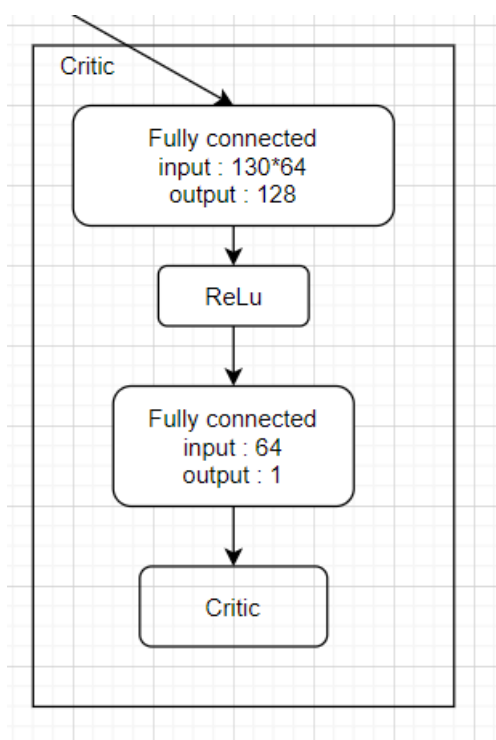 Critic
Fully connected
input : 130*64
output : 128
ReLu
Fully connected
input : 64
output : 1
Critic